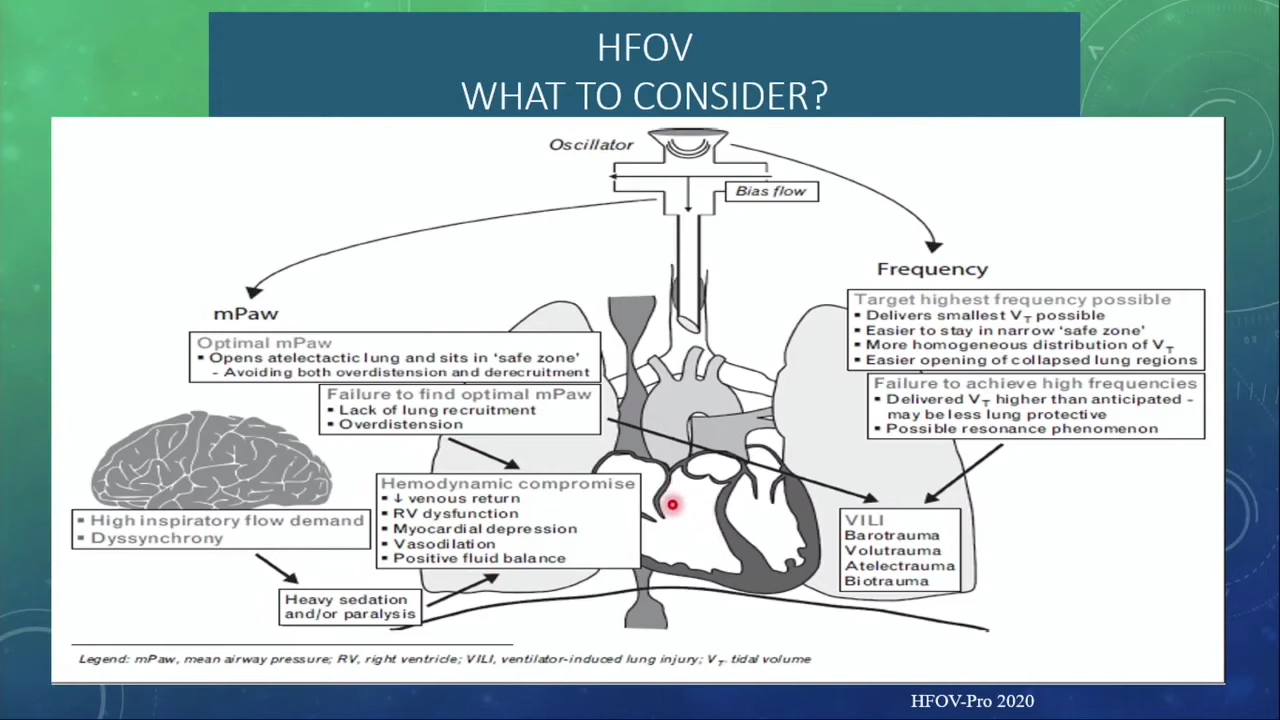 HFOV
WHAT TO CONSIDER?
Oscillator
Bias flow
mPaw
Optimal mPaw
▪ Opens atelectactic lung and sits in ‘safe zone’
- Avoiding both overdistension and derecruitment
Failure to find optimal mPaw
▪ Lack of lung recruitment
▪ Overdistension
Frequency
Target highest frequency possible
▪ Delivers smallest VT possible
▪ Easier to stay in narrow ‘safe zone’
▪ More homogeneous distribution of VT
▪ Easier opening of collapsed lung regions
Failure to achieve high frequencies
▪ Delivered VT higher than anticipated -
may be less lung protective
▪ Possible resonance phenomenon
▪ High inspiratory flow demand
▪ Dyssynchrony
Hemodynamic compromise
▪ ↓ venous return
▪ RV dysfunction
▪ Myocardial depression
▪ Vasodilation
▪ Positive fluid balance
VILI
Barotrauma
Volutrauma
Atelectrauma
Biotrauma
Heavy sedation
and/or paralysis
Legend: mPaw, mean airway pressure; RV, right ventricle; VILI, ventilator-induced lung injury; VT- tidal volume
HFOV-Pro 2020